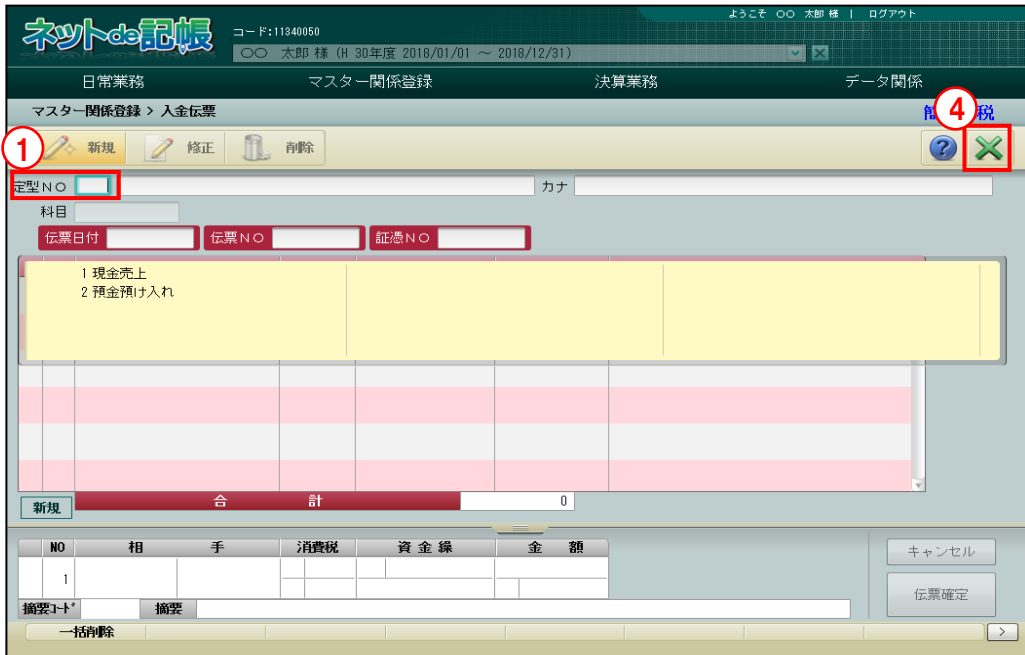 ようこそ 〇〇 太郎 様 | ログアウト
ネットde記帳
コード:11340050
〇〇 太郎 様 (H 30年度 2018/01/01 ～ 2018/12/31)
日常業務 マスター関係登録 決算業務 データ関係
マスター関係登録 > 入金伝票
税
4
1
新規 修正 削除
定型NO カナ
科目
伝票日付 伝票NO 証憑NO
1 現金売上
2 預金預け入れ
新規 合 計 0
NO 相 手 消費税 資金繰 金 額
1
キャンセル
伝票確定
摘要コード 摘要
一括削除 >